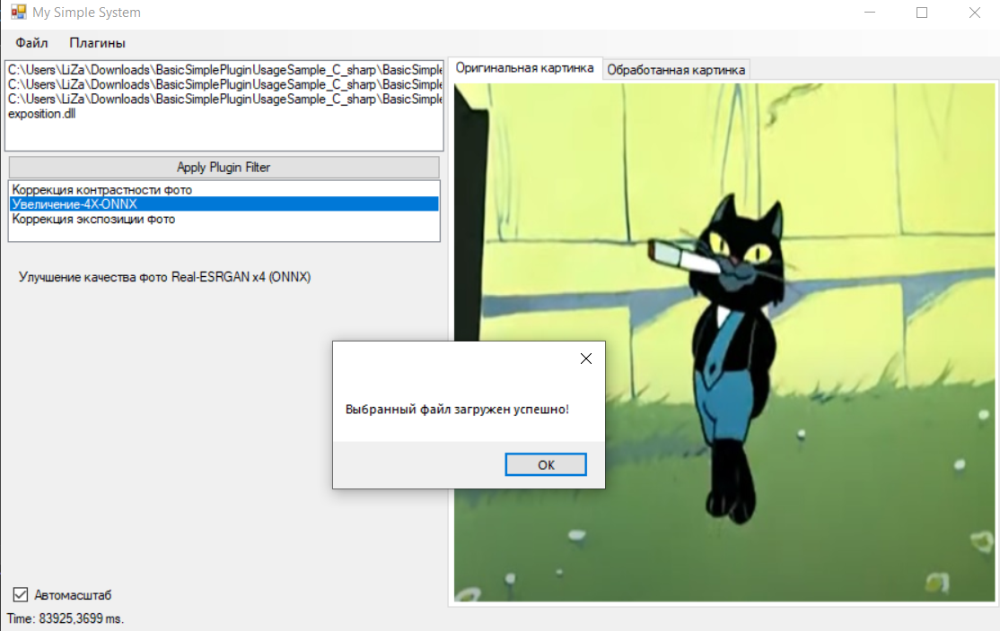 My Simple System
Файл Плагины
C:\Users\LiZa\Downloads\BasicSimplePluginUsageSample_C_sharp\BasicSimple
C:\Users\LiZa\Downloads\BasicSimplePluginUsageSample_C_sharp\BasicSimple
C:\Users\LiZa\Downloads\BasicSimplePluginUsageSample_C_sharp\BasicSimple
exposition.dll
Apply Plugin Filter
Коррекция контрастности фото
Увеличение-4X-ONNX
Коррекция экспозиции фото
Улучшение качества фото Real-ESRGAN x4 (ONNX)
Оригинальная картинка
Обработанная картинка
Выбранный файл загружен успешно!
OK
Автомасштаб
Time: 83925,3699 ms.